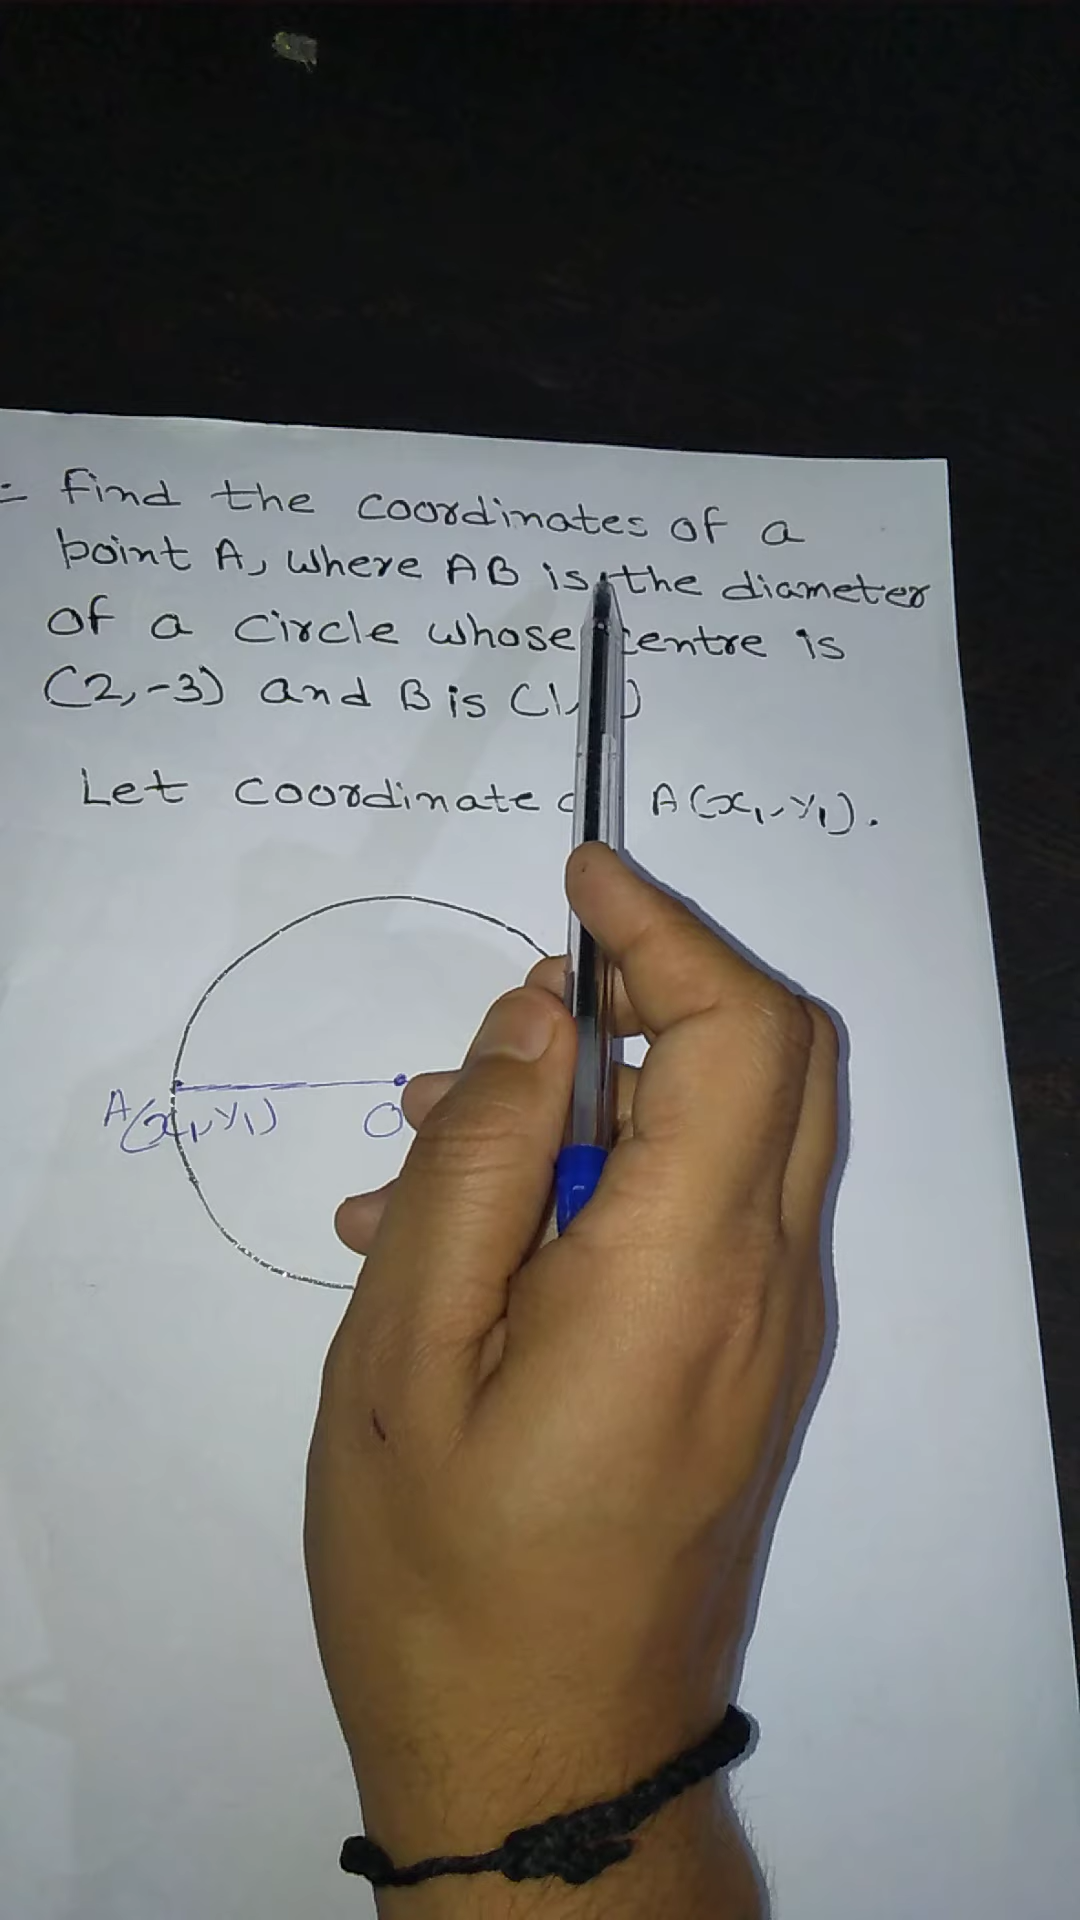 Find the coordinates of a
point A, where AB is the diameter
of a circle whose centre is
(2,-3) and B is (1,
Let coordinate A(x₁, y₁).
A(x₁, y₁) O